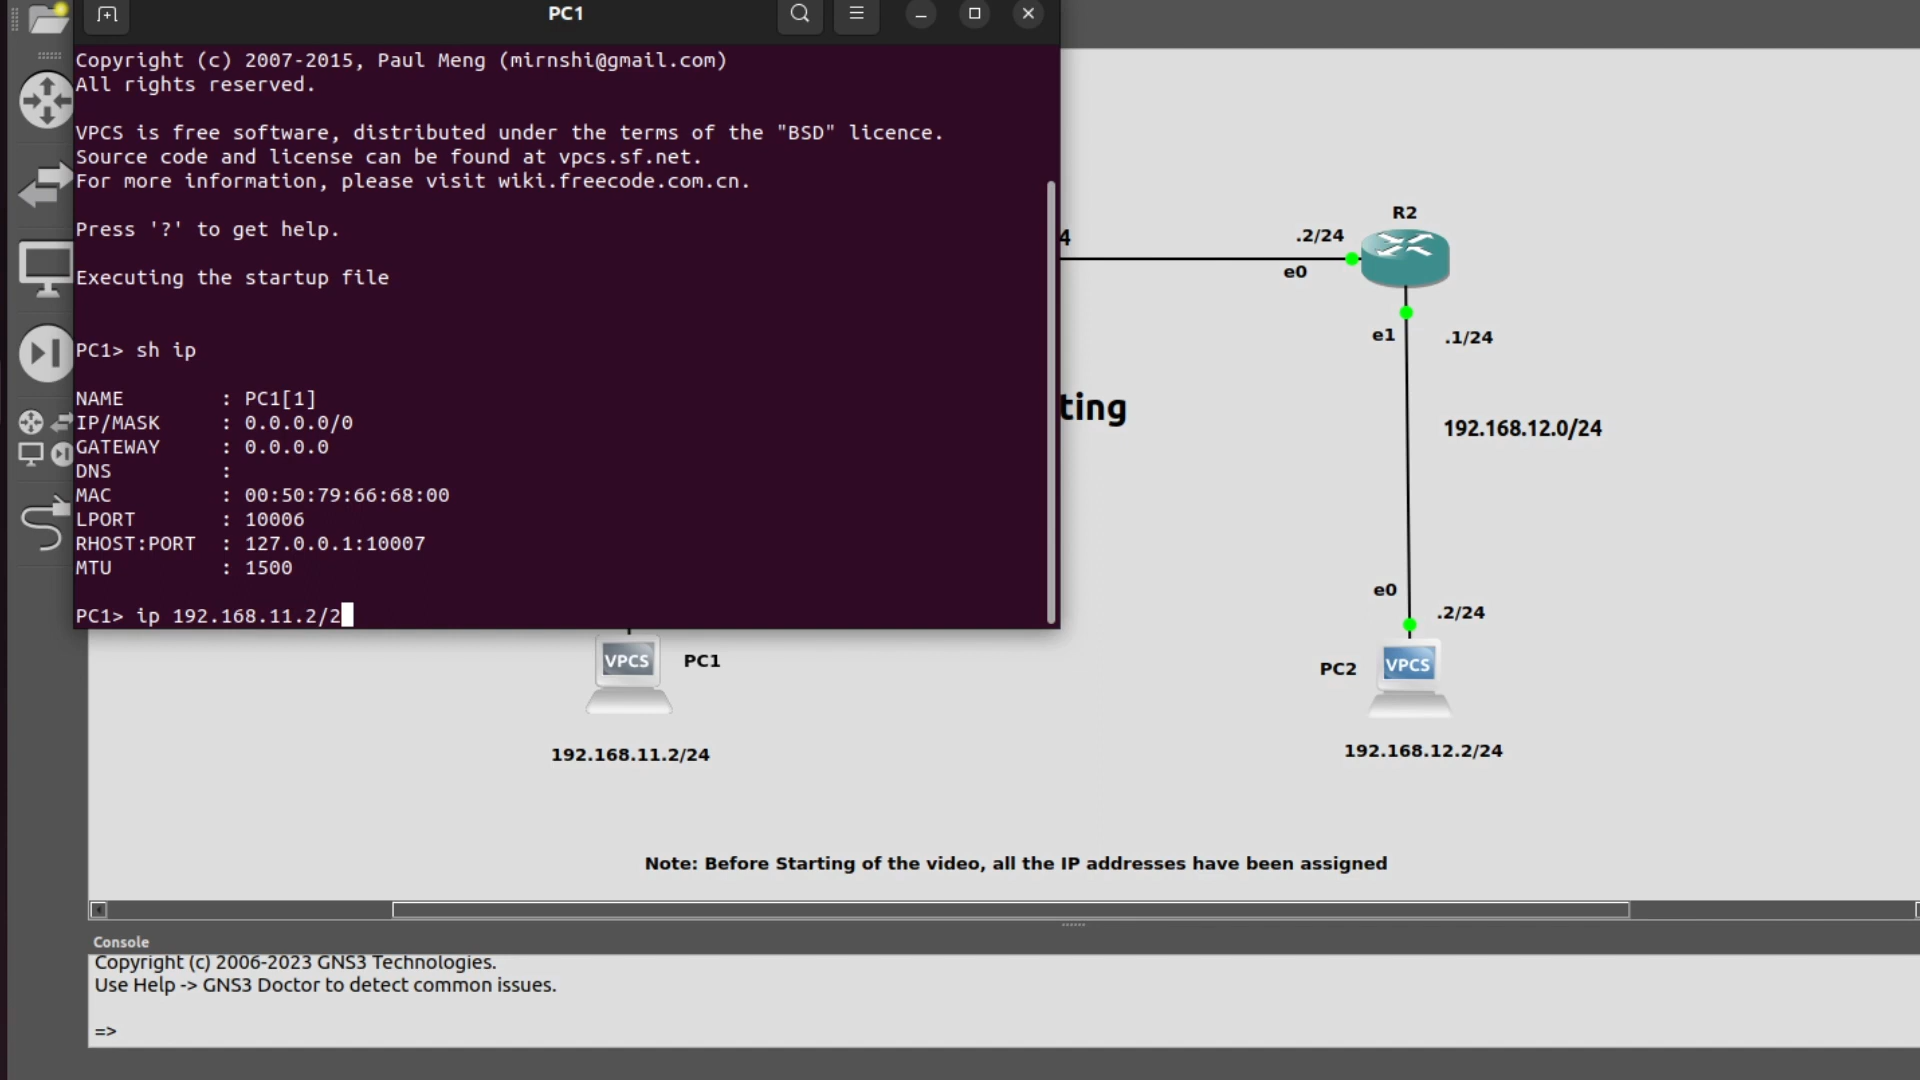 PC1
Copyright (c) 2007-2015, Paul Meng (mirnshi@gmail.com)
All rights reserved.
VPCS is free software, distributed under the terms of the "BSD" licence.
Source code and license can be found at vpcs.sf.net.
For more information, please visit wiki.freecode.com.cn.
Press '?' to get help.
Executing the startup file
PC1> sh ip
NAME : PC1[1]
IP/MASK : 0.0.0.0/0
GATEWAY : 0.0.0.0
DNS :
MAC : 00:50:79:66:68:00
LPORT : 10006
RHOST:PORT : 127.0.0.1:10007
MTU : 1500
PC1> ip 192.168.11.2/2
4
R2
.2/24
e0
e1
.1/24
ting
192.168.12.0/24
e0
.2/24
VPCS
PC1
192.168.11.2/24
PC2
VPCS
192.168.12.2/24
Note: Before Starting of the video, all the IP addresses have been assigned
Console
Copyright (c) 2006-2023 GNS3 Technologies.
Use Help -> GNS3 Doctor to detect common issues.
=>